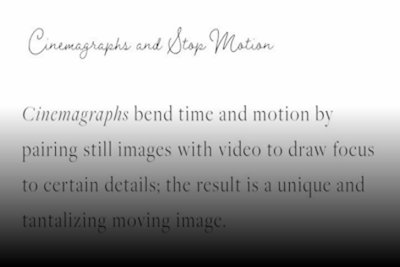 Cinemagraphs and Stop Motion
Cinemagraphs bend time and motion by
pairing still images with video to draw focus
to certain details; the result is a unique and
tantalizing moving image.